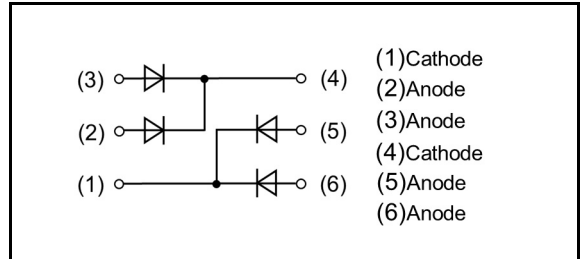 (3)
(4)
(2)
(5)
(1)
(6)
(1)Cathode
(2)Anode
(3)Anode
(4)Cathode
(5)Anode
(6)Anode